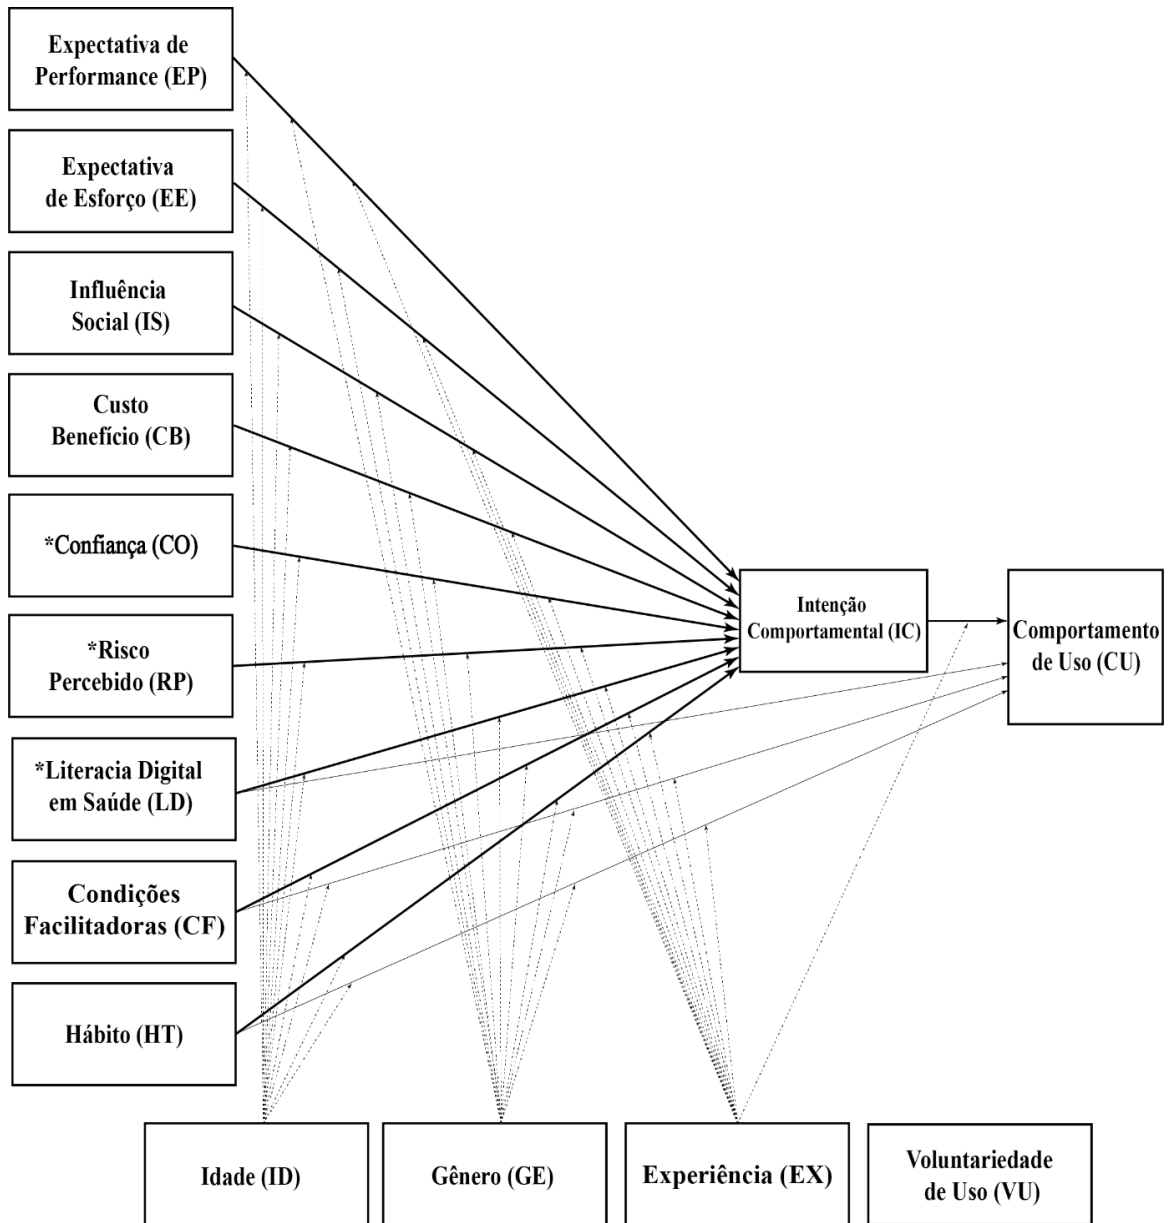 Expectativa de
Performance (EP)
Expectativa
de Esforço (EE)
Influência
Social (IS)
Custo
Benefício (CB)
*Confiança (CO)
*Risco
Percebido (RP)
*Literacia Digital
em Saúde (LD)
Condições
Facilitadoras (CF)
Hábito (HT)
Intenção
Comportamental (IC)
Comportamento
de Uso (CU)
Idade (ID)
Gênero (GE)
Experiência (EX)
Voluntariedade
de Uso (VU)